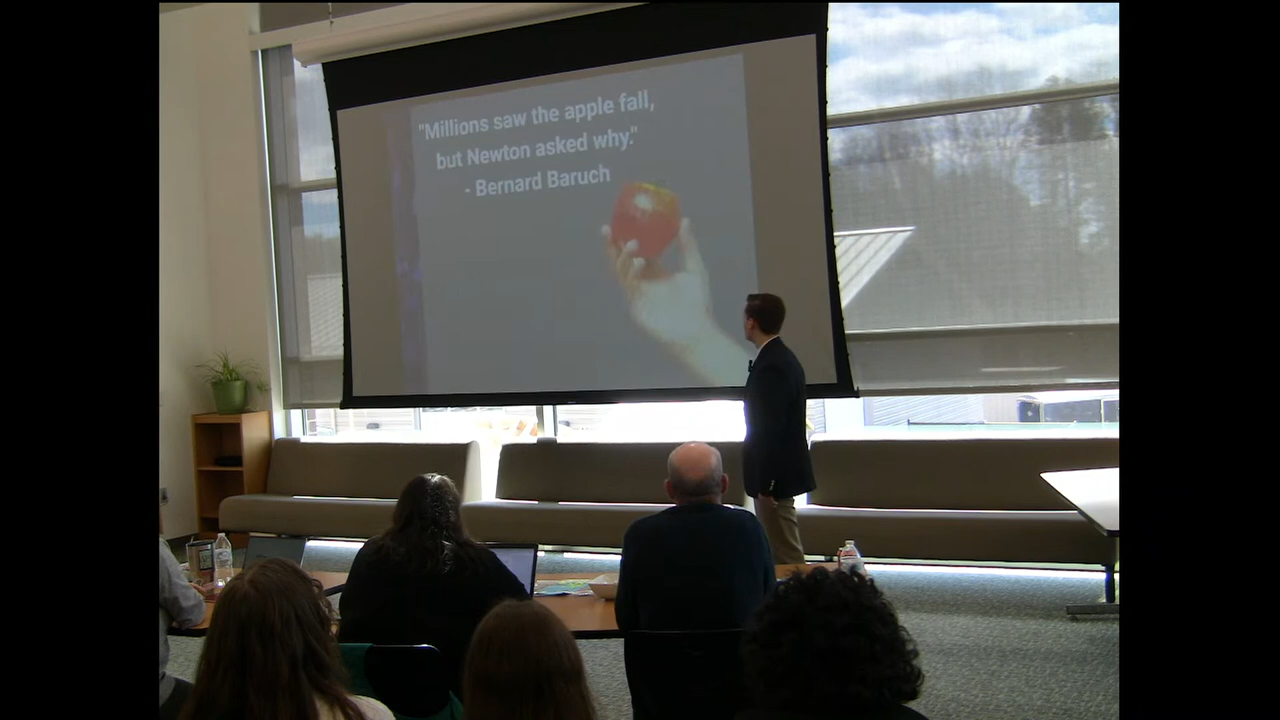 "Millions saw the apple fall,
but Newton asked why."
- Bernard Baruch